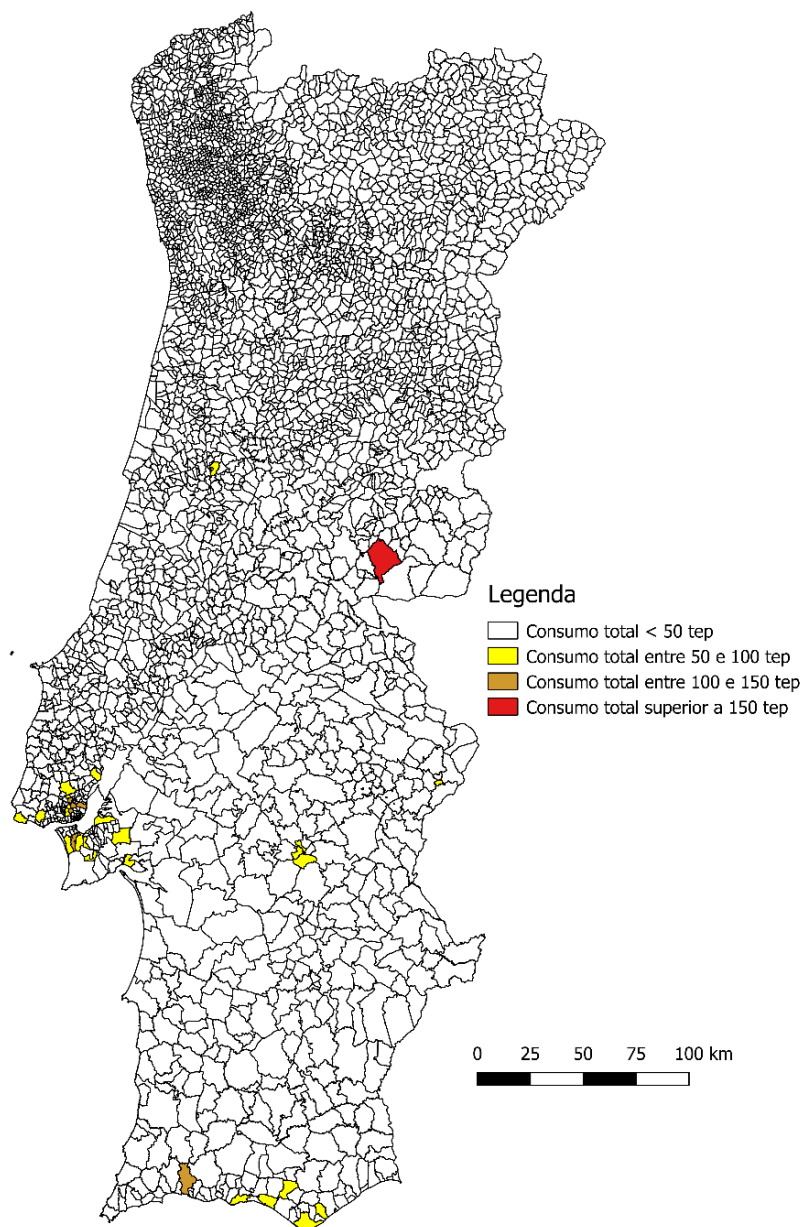 Legenda
Consumo total < 50 tep
Consumo total entre 50 e 100 tep
Consumo total entre 100 e 150 tep
Consumo total superior a 150 tep
0 25 50 75 100 km